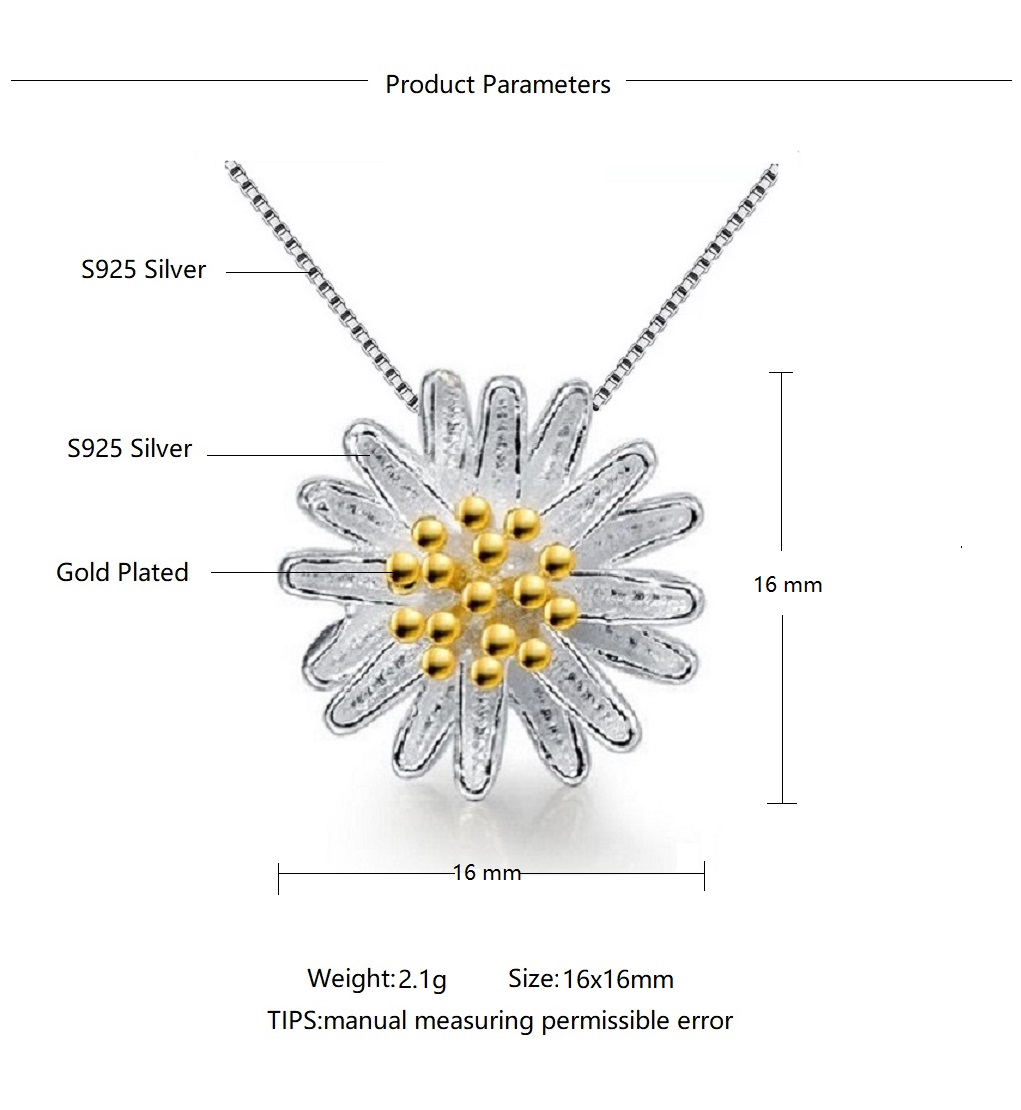 Product Parameters
S925 Silver
S925 Silver
Gold Plated
16 mm
16 mm
Weight:2.1g Size:16x16mm
TIPS:manual measuring permissible error